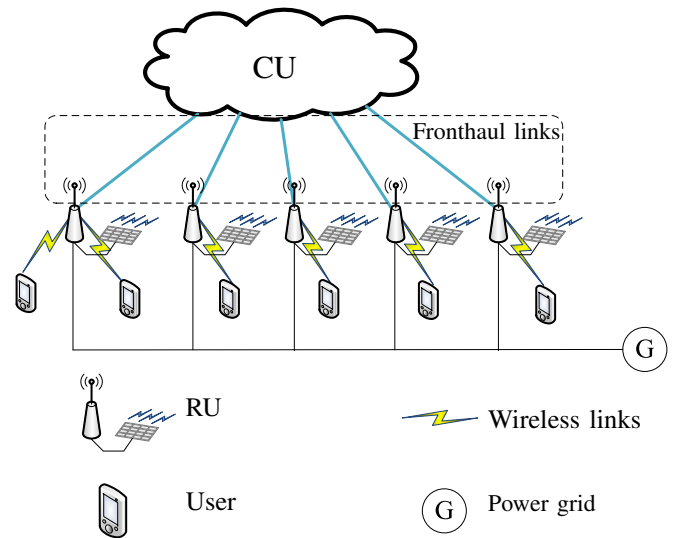 CU
Fronthaul links
G
RU
Wireless links
User
G
Power grid